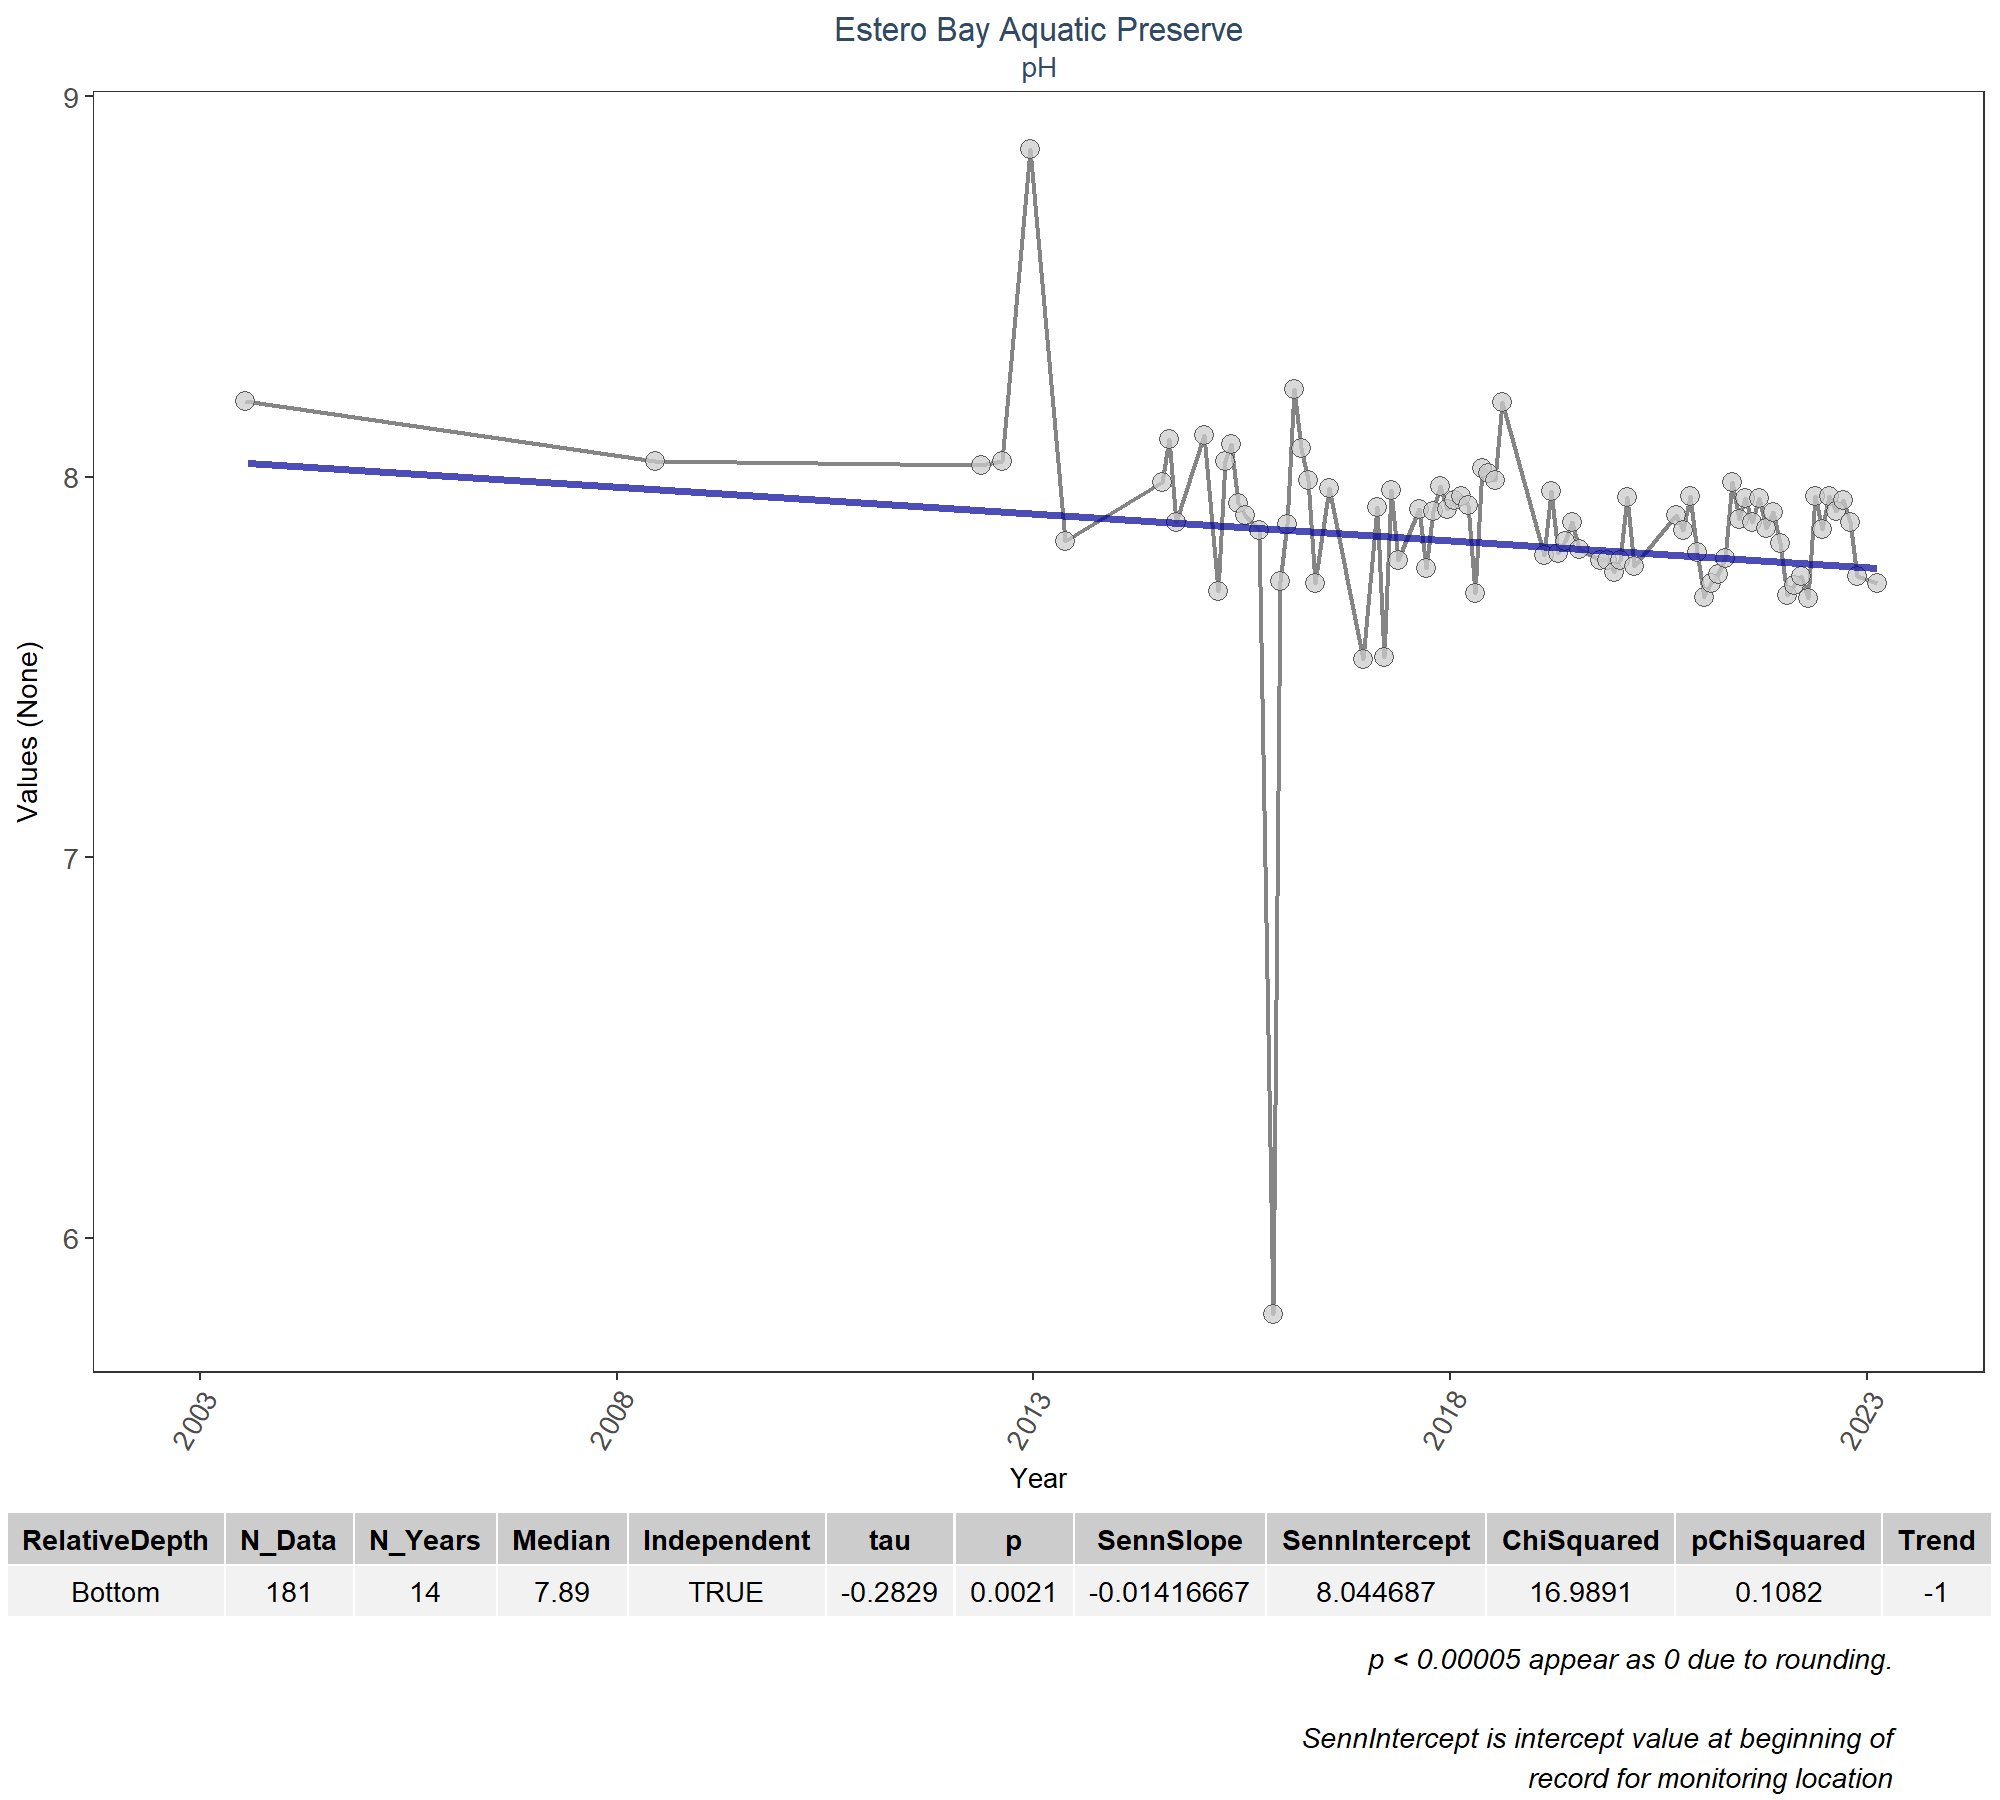 Estero Bay Aquatic Preserve
pH
9
8
7
6
Values (None)
2003 2008 2013 2018 2023
Year
RelativeDepth N_Data N_Years Median Independent tau p SennSlope SennIntercept ChiSquared pChiSquared Trend
Bottom 181 14 7.89 TRUE -0.2829 0.0021 -0.01416667 8.044687 16.9891 0.1082 -1
p < 0.00005 appear as 0 due to rounding.
SennIntercept is intercept value at beginning of
record for monitoring location